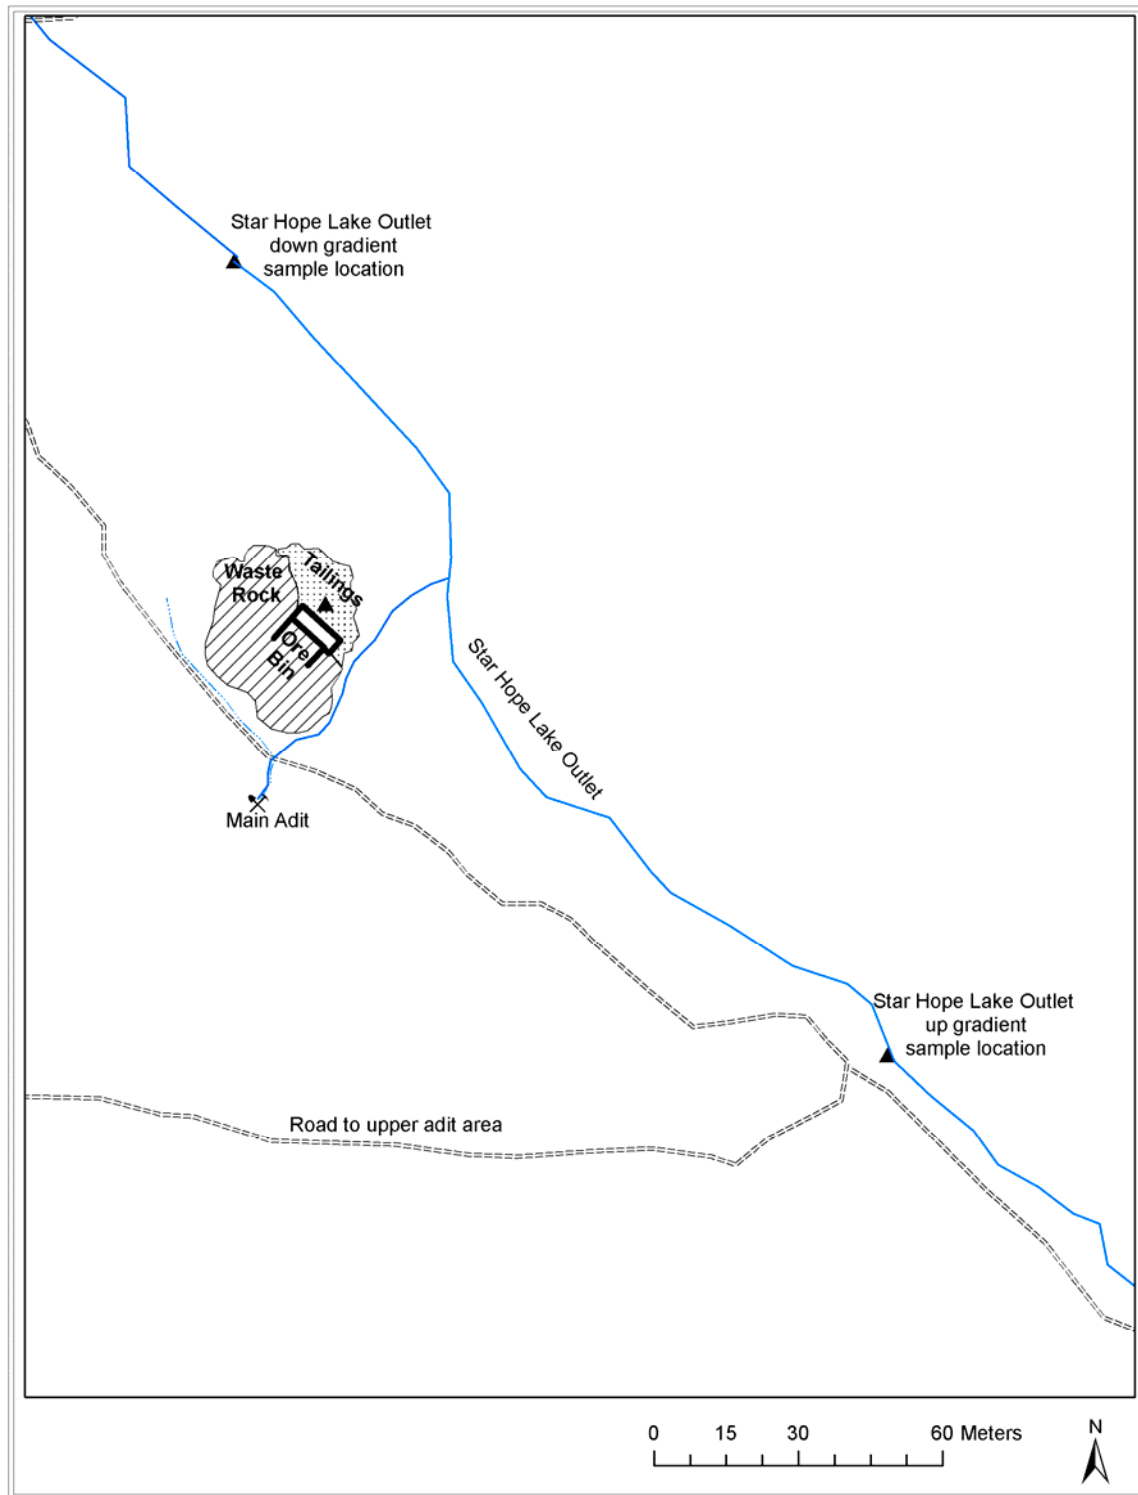 Star Hope Lake Outlet
down gradient
sample location
Waste
Rock
Tailings
Ore
Bin
Star Hope Lake Outlet
Main Adit
Star Hope Lake Outlet
up gradient
sample location
Road to upper adit area
0 15 30 60 Meters
N